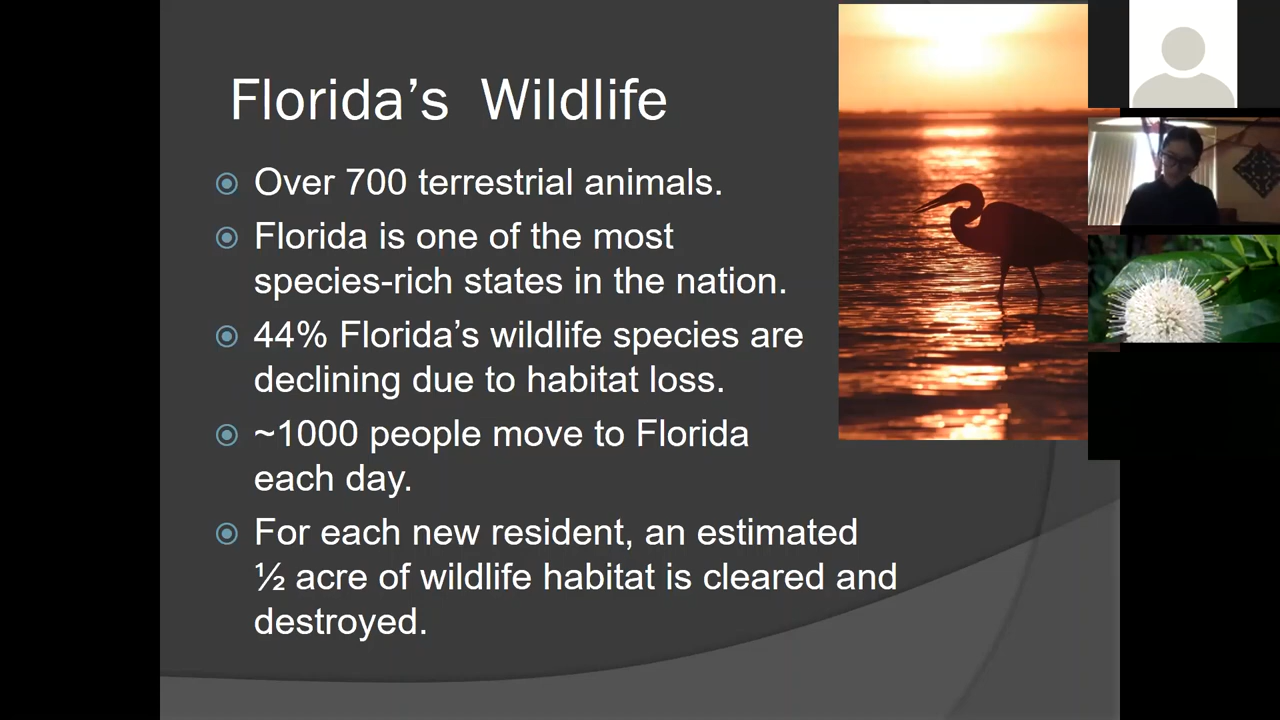 Florida’s Wildlife
Over 700 terrestrial animals.
Florida is one of the most
species-rich states in the nation.
44% Florida’s wildlife species are
declining due to habitat loss.
~1000 people move to Florida
each day.
For each new resident, an estimated
½ acre of wildlife habitat is cleared and
destroyed.